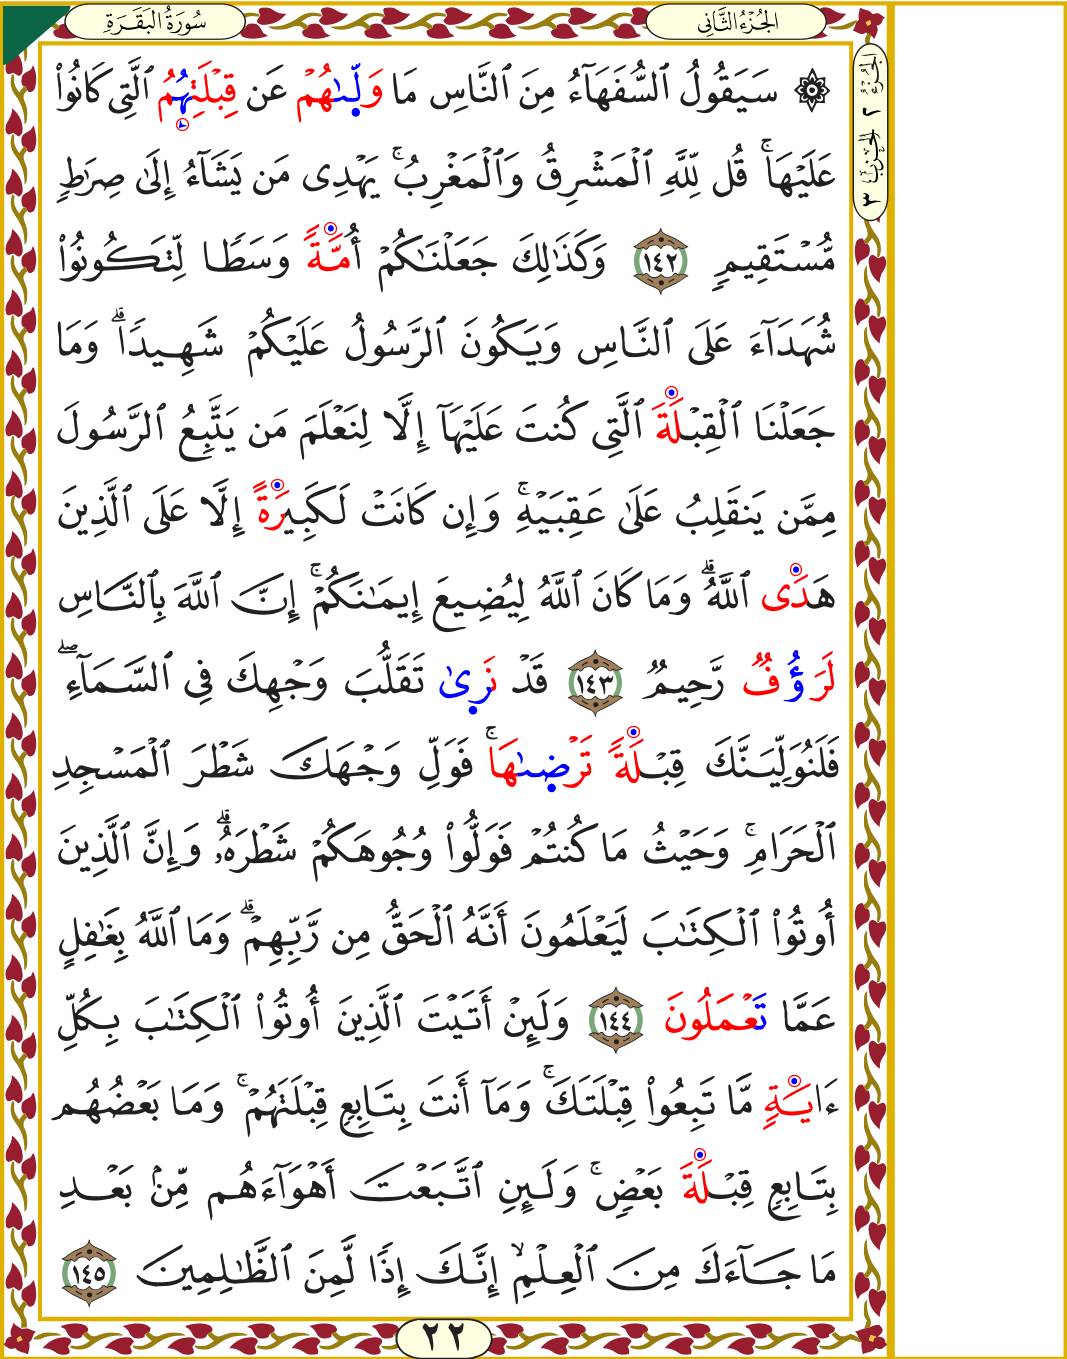 سُورَةُ البَقَرَةِ
الجُزْءُ الثَّانِي
الجُزْءُ ٢ الحِزْبُ ٣
۞ سَيَقُولُ ٱلسُّفَهَآءُ مِنَ ٱلنَّاسِ مَا وَلِّىٰهُمْ عَن قِبْلَتِهِمُ ٱلَّتِى كَانُوا۟
عَلَيْهَا ۚ قُل لِّلَّهِ ٱلْمَشْرِقُ وَٱلْمَغْرِبُ ۚ يَهْدِى مَن يَشَآءُ إِلَىٰ صِرَٰطٍ
مُّسْتَقِيمٍ ١٤٢ وَكَذَٰلِكَ جَعَلْنَٰكُمْ أُمَّةً وَسَطًا لِّتَكُونُوا۟
شُهَدَآءَ عَلَى ٱلنَّاسِ وَيَكُونَ ٱلرَّسُولُ عَلَيْكُمْ شَهِيدًا ۗ وَمَا
جَعَلْنَا ٱلْقِبْلَةَ ٱلَّتِى كُنتَ عَلَيْهَآ إِلَّا لِنَعْلَمَ مَن يَتَّبِعُ ٱلرَّسُولَ
مِمَّن يَنقَلِبُ عَلَىٰ عَقِبَيْهِ ۚ وَإِن كَانَتْ لَكَبِيرَةً إِلَّا عَلَى ٱلَّذِينَ
هَدَى ٱللَّهُ ۗ وَمَا كَانَ ٱللَّهُ لِيُضِيعَ إِيمَٰنَكُمْ ۚ إِنَّ ٱللَّهَ بِٱلنَّاسِ
لَرَؤُفٌ رَّحِيمٌ ١٤٣ قَدْ نَرِىٰ تَقَلُّبَ وَجْهِكَ فِى ٱلسَّمَآءِ ۖ
فَلَنُوَلِّيَنَّكَ قِبْلَةً تَرْضِىٰهَا ۚ فَوَلِّ وَجْهَكَ شَطْرَ ٱلْمَسْجِدِ
ٱلْحَرَامِ ۚ وَحَيْثُ مَا كُنتُمْ فَوَلُّوا۟ وُجُوهَكُمْ شَطْرَهُۥ ۗ وَإِنَّ ٱلَّذِينَ
أُوتُوا۟ ٱلْكِتَٰبَ لَيَعْلَمُونَ أَنَّهُ ٱلْحَقُّ مِن رَّبِّهِمْ ۗ وَمَا ٱللَّهُ بِغَٰفِلٍ
عَمَّا تَعْمَلُونَ ١٤٤ وَلَئِنْ أَتَيْتَ ٱلَّذِينَ أُوتُوا۟ ٱلْكِتَٰبَ بِكُلِّ
ءَايَةٍ مَّا تَبِعُوا۟ قِبْلَتَكَ ۚ وَمَآ أَنتَ بِتَابِعٍ قِبْلَتَهُمْ ۚ وَمَا بَعْضُهُم
بِتَابِعٍ قِبْلَةَ بَعْضٍ ۚ وَلَئِنِ ٱتَّبَعْتَ أَهْوَآءَهُم مِّنۢ بَعْدِ
مَا جَآءَكَ مِنَ ٱلْعِلْمِ ۙ إِنَّكَ إِذًا لَّمِنَ ٱلظَّٰلِمِينَ ١٤٥
٢٢